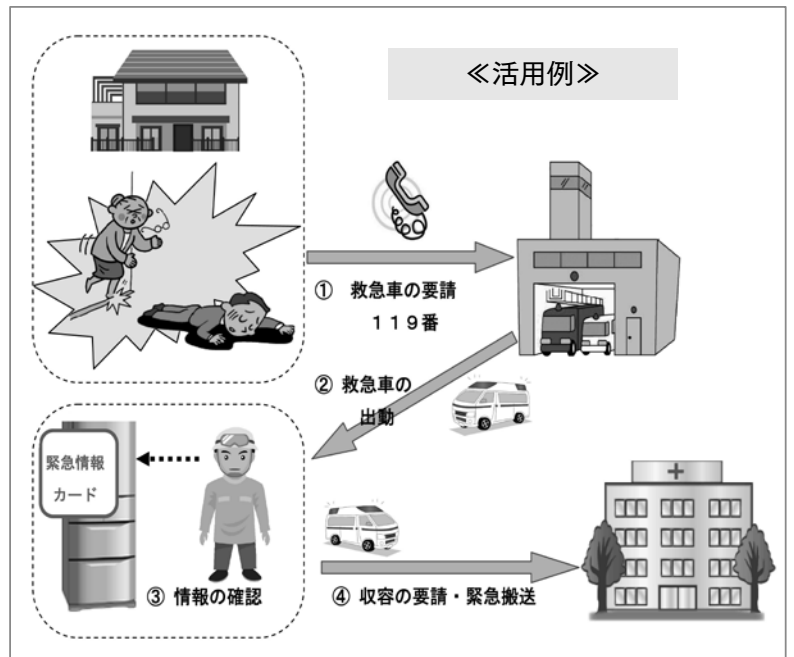 ≪活用例≫
① 救急車の要請
１１９番
② 救急車の
出動
緊急情報
カード
③ 情報の確認
④ 収容の要請・緊急搬送